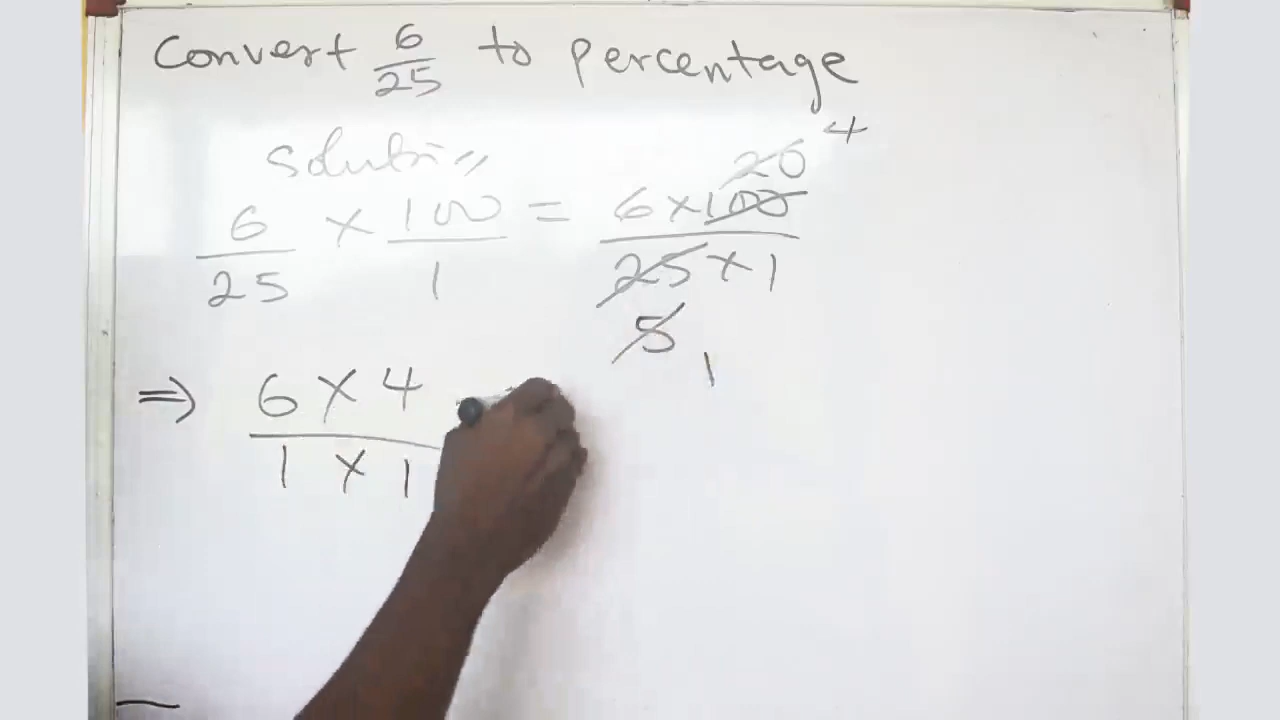 Convert 6/25 to percentage
Solution
4
20
6/25 × 100/1 = 6×100/25×1
5
1
⇒ 6×4/1×1